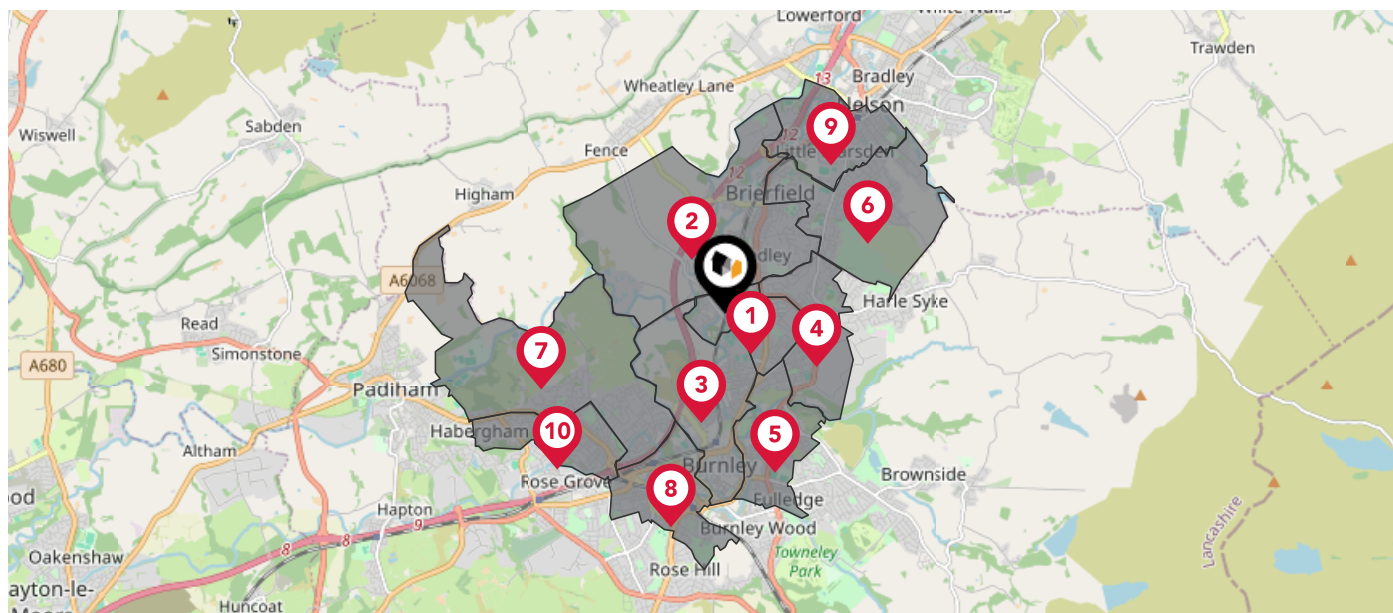 Lowerford
Trawden
13
Bradley
Wheatley Lane
Nelson
Wiswell
Sabden
9
12
Fence
12
Brierfield
Higham
6
2
A6068
Harle Syke
Read
1
4
Simonstone
A680
7
Padiham
3
Habergham
10
5
Altham
Burnley
Brownside
Rose Grove
8
Fulledge
Hapton
9
Burnley Wood
8
8
Oakenshaw
Towneley
Park
Rose Hill
Lancashire
Huncoat